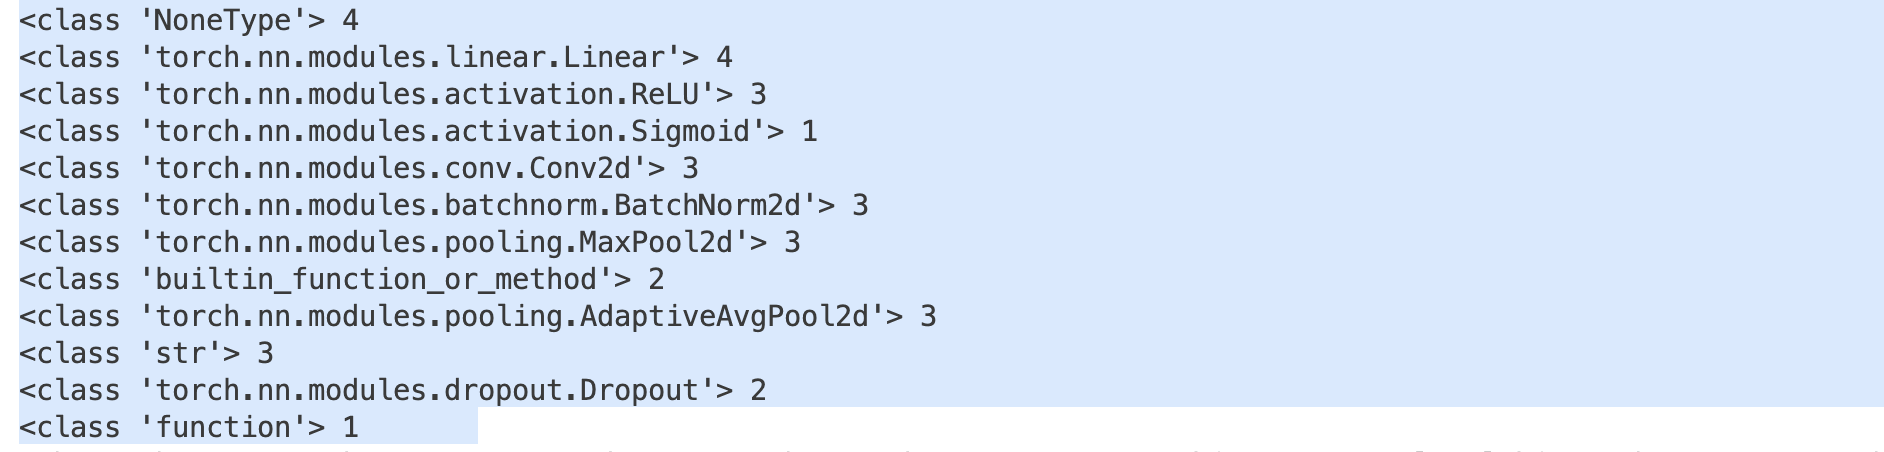 <class 'NoneType'> 4
<class 'torch.nn.modules.linear.Linear'> 4
<class 'torch.nn.modules.activation.ReLU'> 3
<class 'torch.nn.modules.activation.Sigmoid'> 1
<class 'torch.nn.modules.conv.Conv2d'> 3
<class 'torch.nn.modules.batchnorm.BatchNorm2d'> 3
<class 'torch.nn.modules.pooling.MaxPool2d'> 3
<class 'builtin_function_or_method'> 2
<class 'torch.nn.modules.pooling.AdaptiveAvgPool2d'> 3
<class 'str'> 3
<class 'torch.nn.modules.dropout.Dropout'> 2
<class 'function'> 1